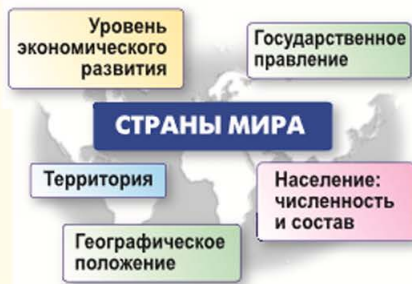 Уровень
экономического
развития
Государственное
правление
СТРАНЫ МИРА
Территория
Население:
численность
и состав
Географическое
положение